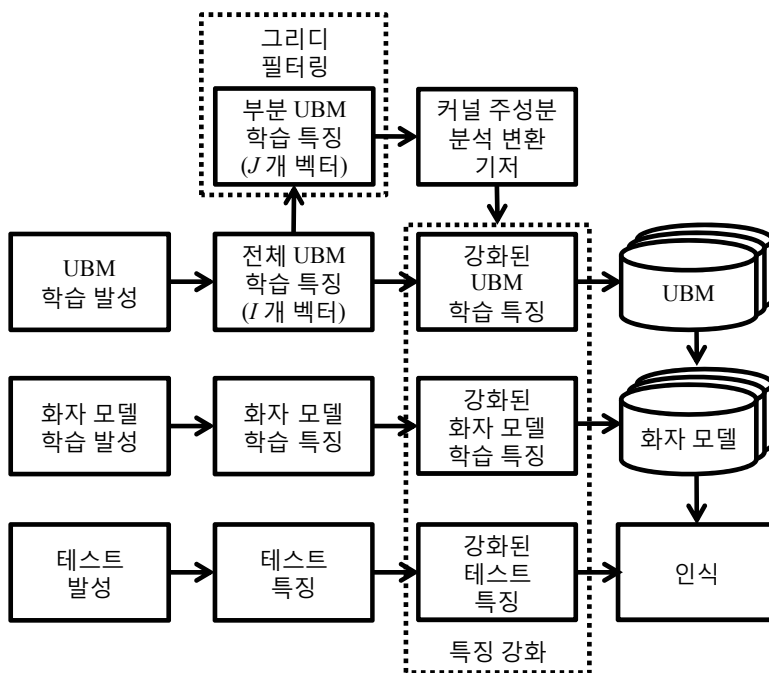 그리디
필터링
부분 UBM
학습 특징
(J 개 벡터)
커널 주성분
분석 변환
기저
UBM
학습 발성
전체 UBM
학습 특징
(I 개 벡터)
강화된
UBM
학습 특징
UBM
화자 모델
학습 발성
화자 모델
학습 특징
강화된
화자 모델
학습 특징
화자 모델
테스트
발성
테스트
특징
강화된
테스트
특징
인식
특징 강화